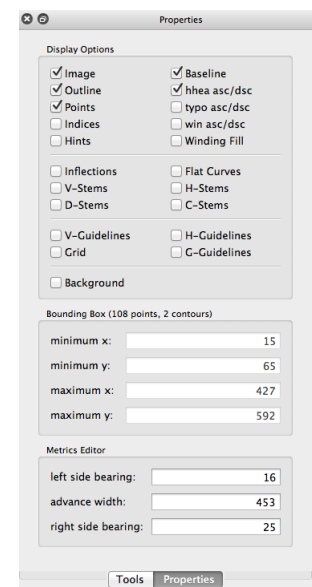 Properties
Display Options
Image Baseline
Outline hhea asc/dsc
Points typo asc/dsc
Indices win asc/dsc
Hints Winding Fill
Inflections Flat Curves
V-Stems H-Stems
D-Stems C-Stems
V-Guidelines H-Guidelines
Grid G-Guidelines
Background
Bounding Box (108 points, 2 contours)
minimum x: 15
minimum y: 65
maximum x: 427
maximum y: 592
Metrics Editor
left side bearing: 16
advance width: 453
right side bearing: 25
Tools Properties